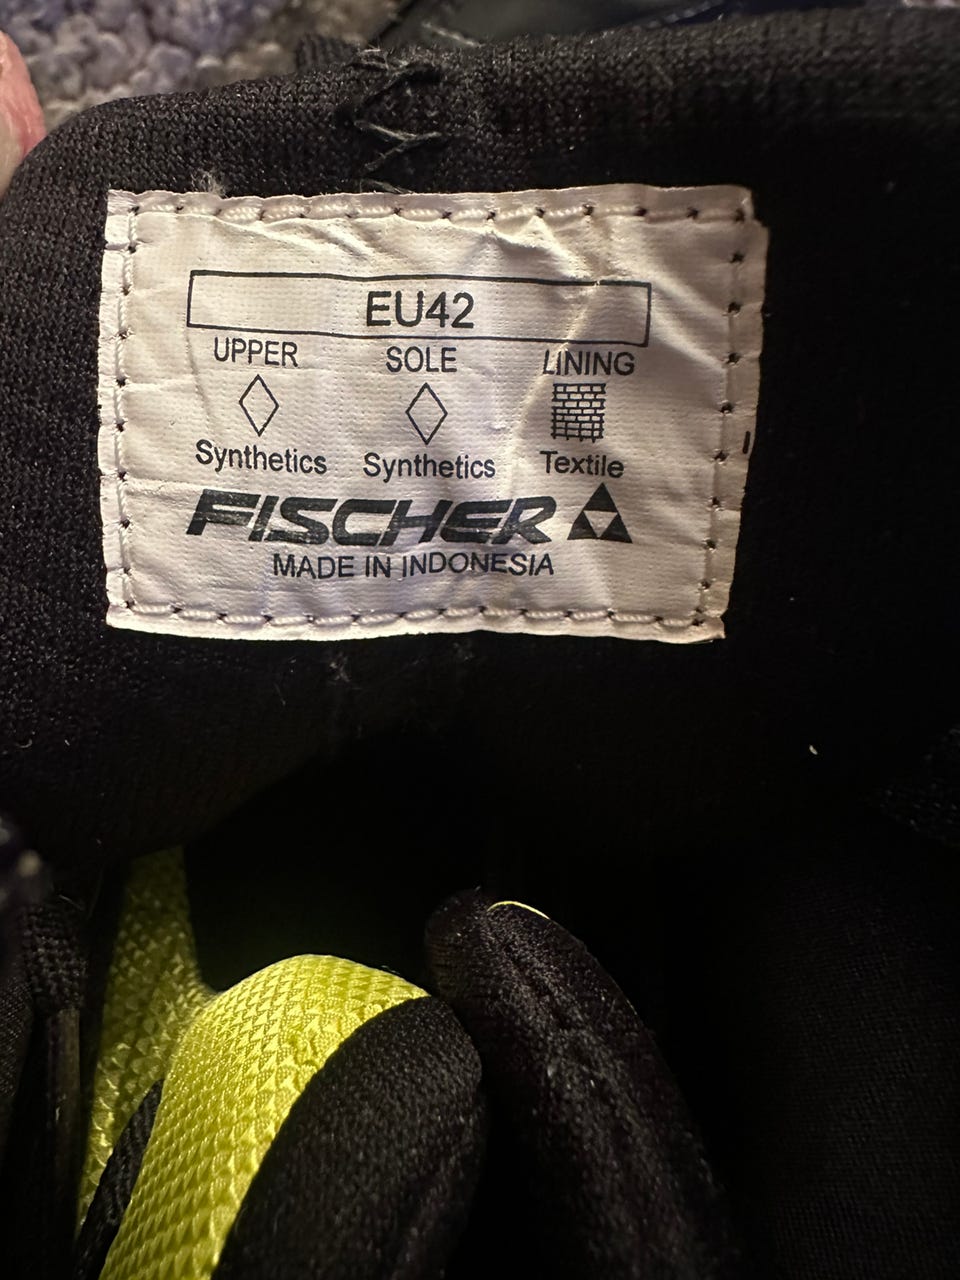 EU42
UPPER SOLE LINING
Synthetics Synthetics Textile
FISCHER
MADE IN INDONESIA